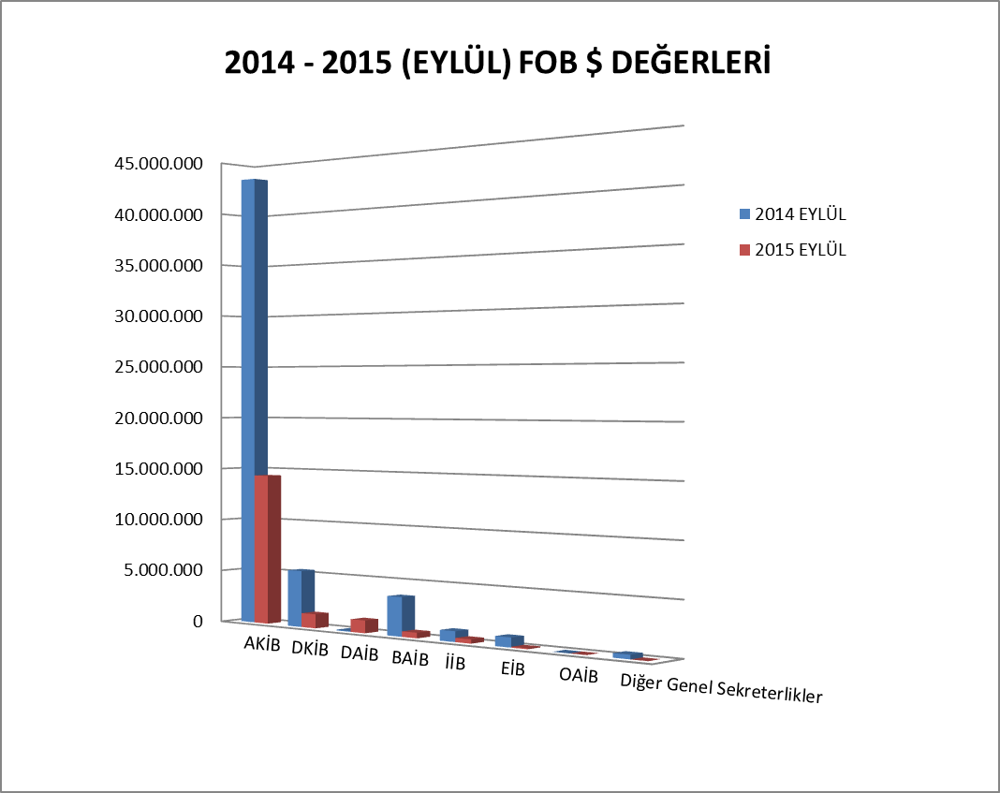 2014 - 2015 (EYLÜL) FOB $ DEĞERLERİ
45.000.000
40.000.000
35.000.000
30.000.000
25.000.000
20.000.000
15.000.000
10.000.000
5.000.000
0
2014 EYLÜL
2015 EYLÜL
AKİB DKİB DAİB BAİB İİB EİB OAİB Diğer Genel Sekreterlikler